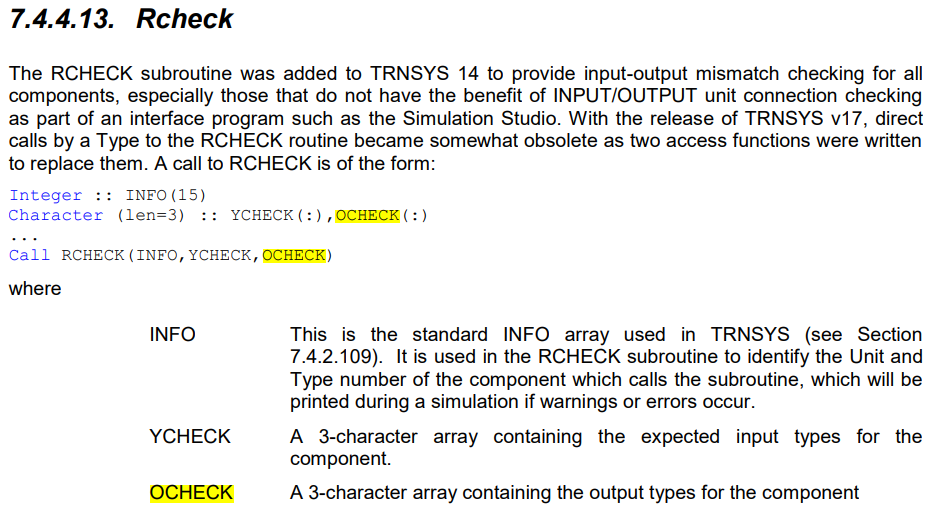 7.4.4.13. Rcheck
The RCHECK subroutine was added to TRNSYS 14 to provide input-output mismatch checking for all
components, especially those that do not have the benefit of INPUT/OUTPUT unit connection checking
as part of an interface program such as the Simulation Studio. With the release of TRNSYS v17, direct
calls by a Type to the RCHECK routine became somewhat obsolete as two access functions were written
to replace them. A call to RCHECK is of the form:
Integer :: INFO(15)
Character (len=3) :: YCHECK(:),OCHECK(:)
...
Call RCHECK(INFO,YCHECK,OCHECK)
where
INFO This is the standard INFO array used in TRNSYS (see Section
7.4.2.109). It is used in the RCHECK subroutine to identify the Unit and
Type number of the component which calls the subroutine, which will be
printed during a simulation if warnings or errors occur.
YCHECK A 3-character array containing the expected input types for the
component.
OCHECK A 3-character array containing the output types for the component